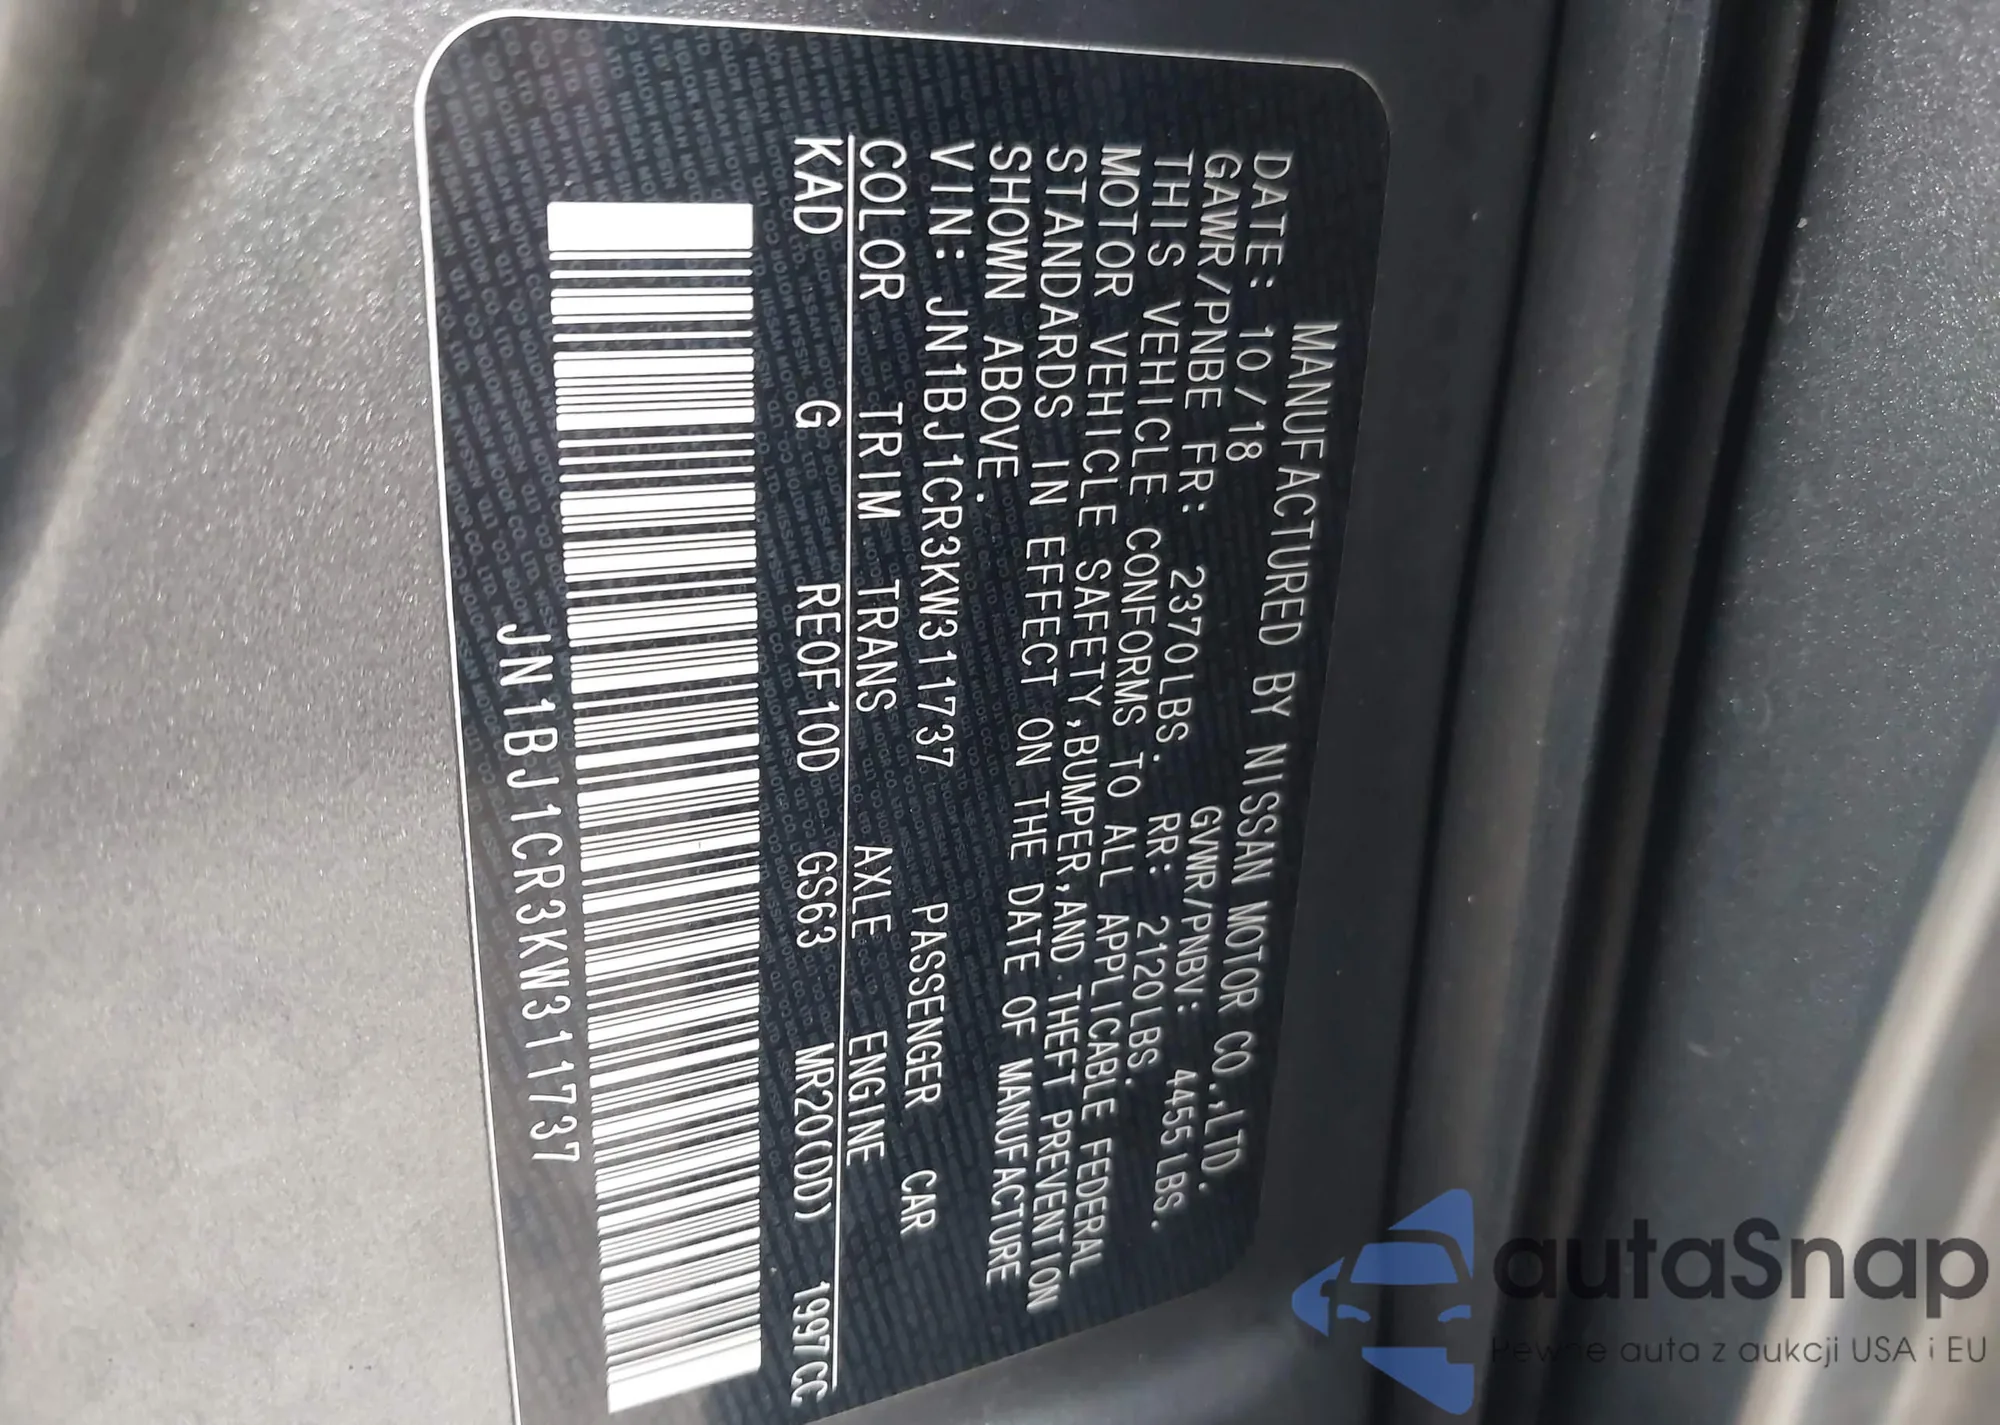 MANUFACTURED BY NISSAN MOTOR CO.,LTD.
DATE: 10/18 GVWR/PNBV: 4455LBS.
GAWR/PNBE FR: 2370LBS. RR: 2120LBS.
THIS VEHICLE CONFORMS TO ALL APPLICABLE FEDERAL
MOTOR VEHICLE SAFETY,BUMPER,AND THEFT PREVENTION
STANDARDS IN EFFECT ON THE DATE OF MANUFACTURE
SHOWN ABOVE.
VIN: JN1BJ1CR3KW311737 PASSENGER CAR
COLOR TRIM TRANS AXLE ENGINE
KAD G RE0F10D GS63 MR20(DD) 1997CC
JN1BJ1CR3KW311737
autaSnap
Pewne auta z aukcji USA i EU